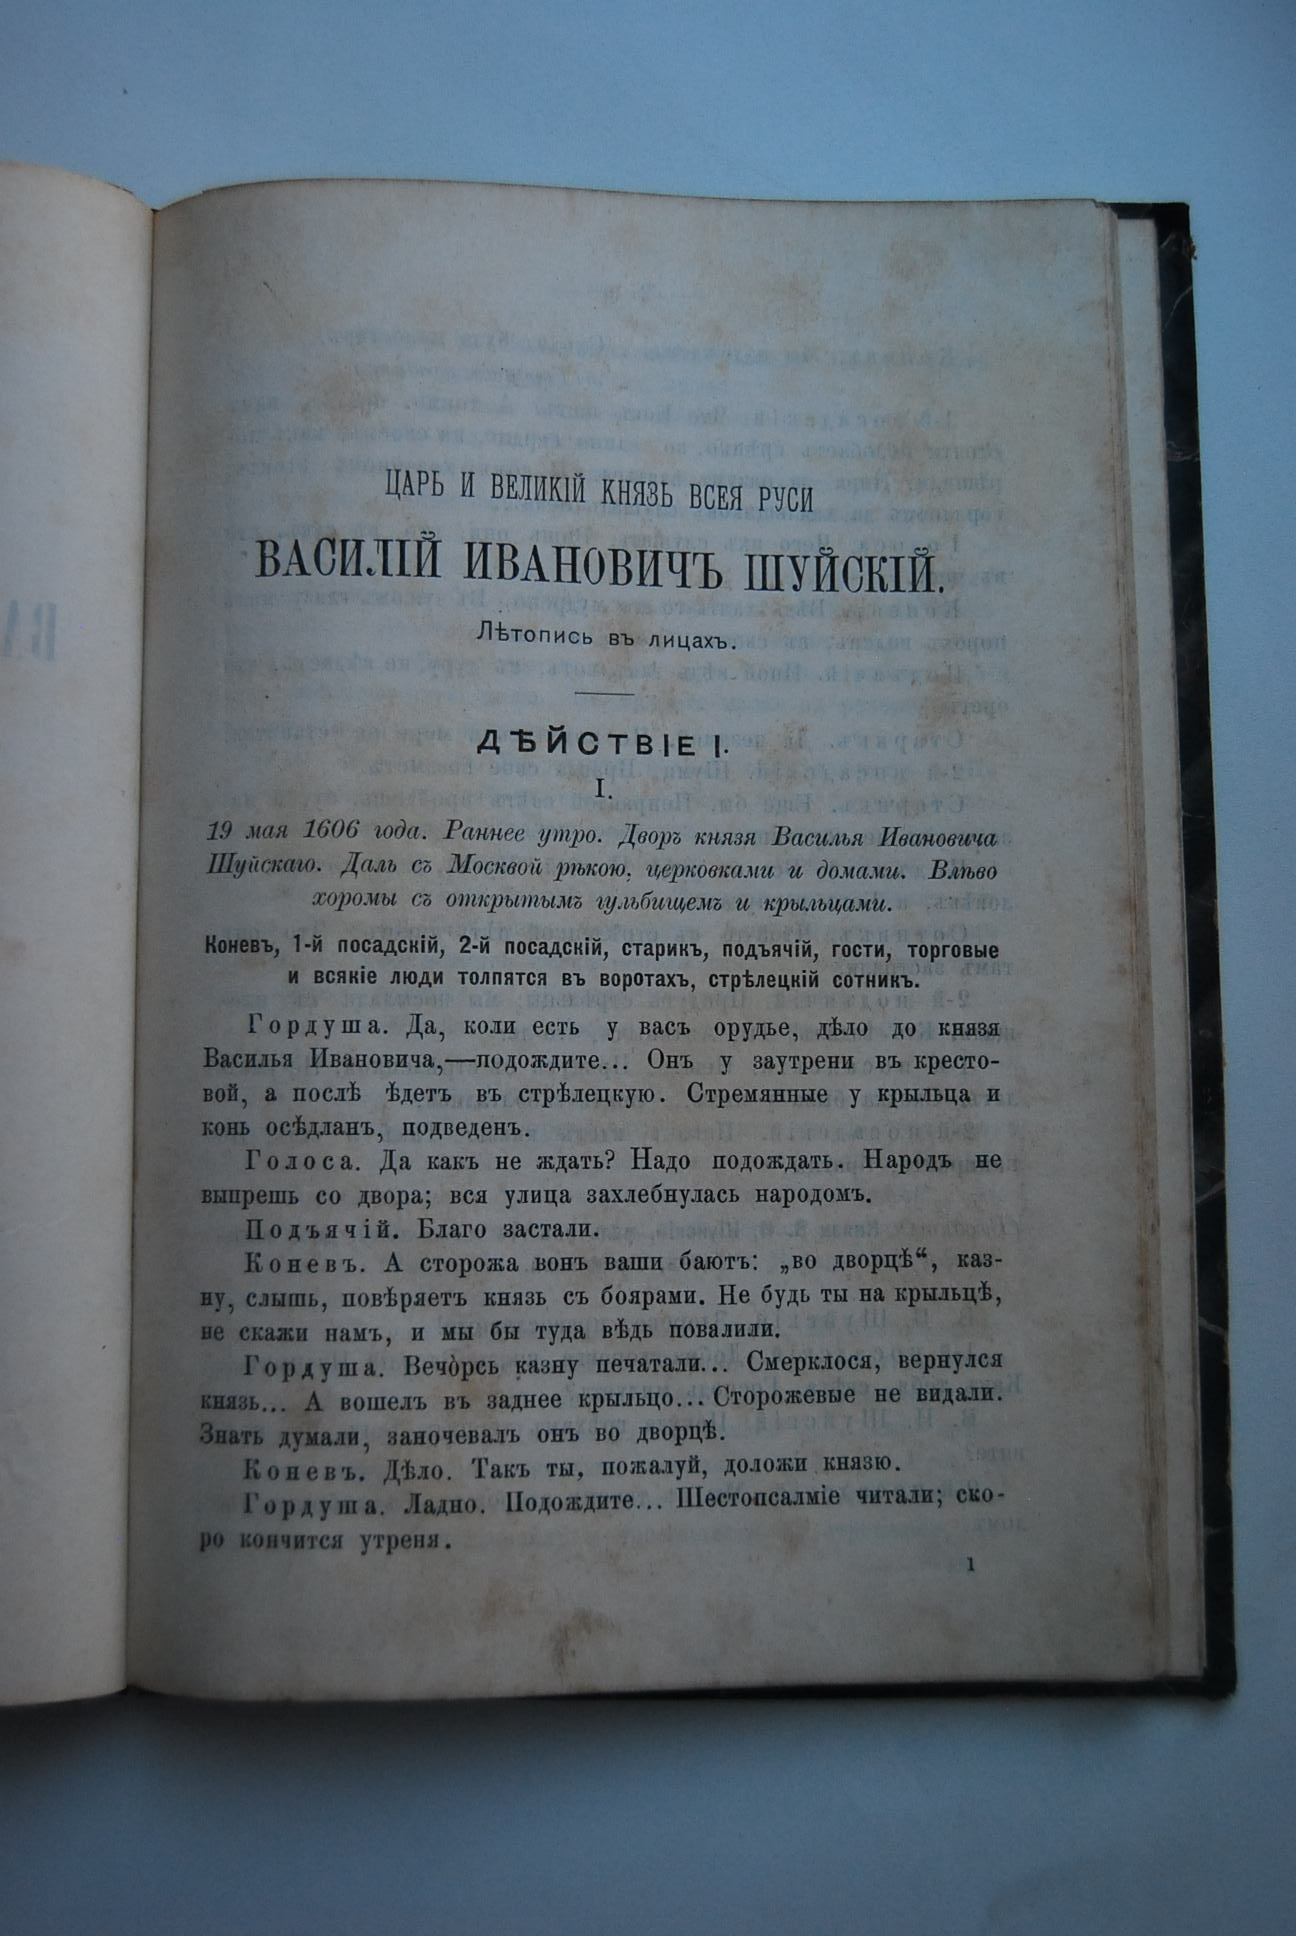 ЦАРЬ И ВЕЛИКІЙ КНЯЗЬ ВСЕЯ РУСИ
ВАСИЛІЙ ИВАНОВИЧЪ ШУЙСКІЙ.
Лѣтопись въ лицахъ.
ДѢЙСТВІЕ I.
I.
19 мая 1606 года. Раннее утро. Дворъ князя Василья Ивановича
Шуйскаго. Даль съ Москвой рѣкою, церковками и домами. Влѣво
хоромы съ открытымъ гульбищемъ и крыльцами.
Коневъ, 1-й посадскій, 2-й посадскій, старикъ, подъячій, гости, торговые
и всякіе люди толпятся въ воротахъ, стрѣлецкій сотникъ.
Гордуша. Да, коли есть у васъ орудье, дѣло до князя
Василья Ивановича,—подождите... Онъ у заутрени въ кресто-
вой, а послѣ ѣдетъ въ стрѣлецкую. Стремянные у крыльца и
конь осѣдланъ, подведенъ.
Голоса. Да какъ не ждать? Надо подождать. Народъ не
выпрешь со двора; вся улица захлебнулась народомъ.
Подъячій. Благо застали.
Коневъ. А сторожа вонъ ваши баютъ: „во дворцѣ“, каз-
ну, слышь, повѣряетъ князь съ боярами. Не будь ты на крыльцѣ,
не скажи намъ, и мы бы туда вѣдь повалили.
Гордуша. Вечо̀рсь казну печатали... Смерклося, вернулся
князь... А вошелъ въ заднее крыльцо... Сторожевые не видали.
Знать думали, заночевалъ онъ во дворцѣ.
Коневъ. Дѣло. Такъ ты, пожалуй, доложи князю.
Гордуша. Ладно. Подождите... Шестопсалміе читали; ско-
ро кончится утреня.
1